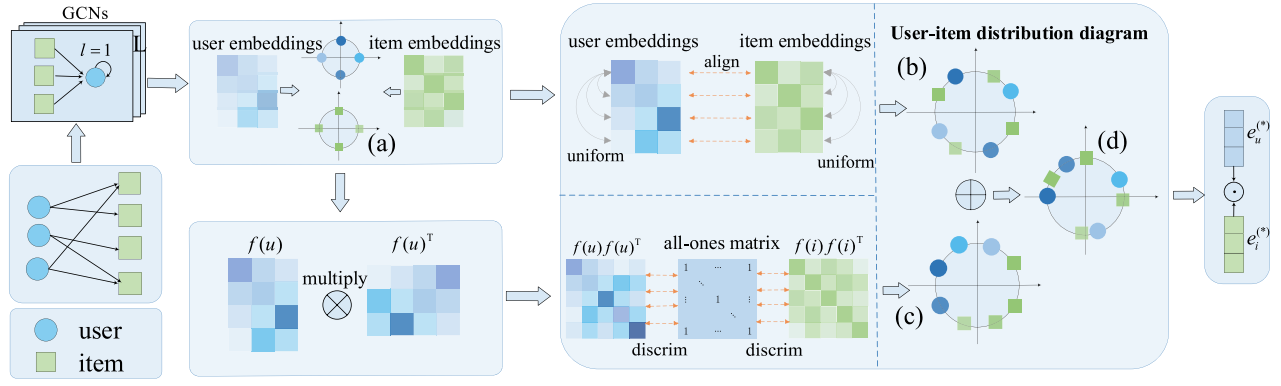 GCNs
L
l = 1
user embeddings
item embeddings
(a)
user embeddings
item embeddings
align
uniform
uniform
User-item distribution diagram
(b)
(d)
(c)
e_u^{(*)}
e_i^{(*)}
f(u)
f(u)^T
multiply
f(u)f(u)^T
all-ones matrix
f(i)f(i)^T
1 ⋯ 1
⋮ ⋱ 1 ⋱ ⋮
1 ⋯ 1
discrim
discrim
user
item